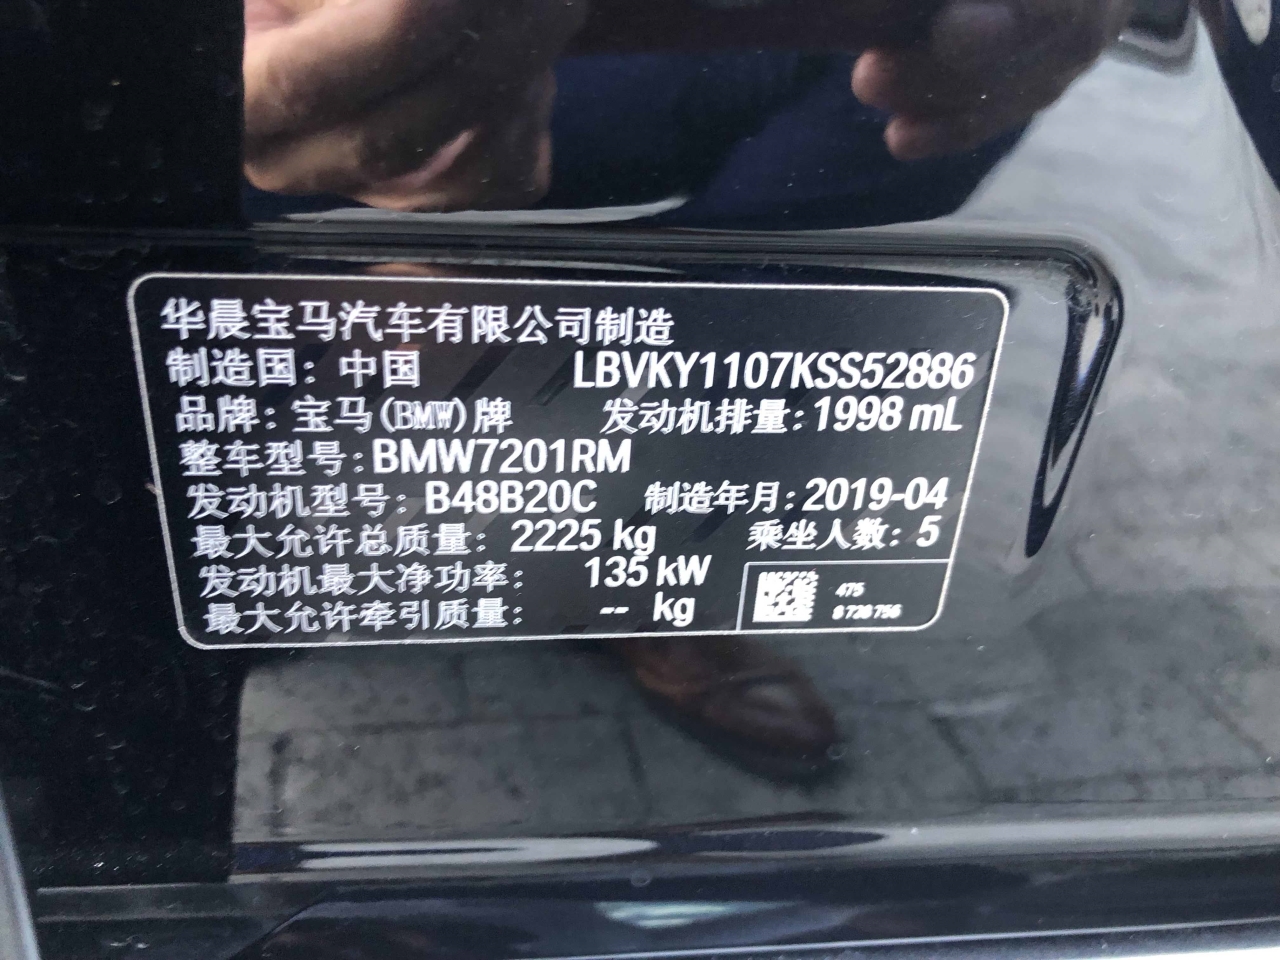 华晨宝马汽车有限公司制造
制造国：中国 LBVKY1107KSS52886
品牌：宝马(BMW)牌 发动机排量：1998 mL
整车型号：BMW7201RM
发动机型号：B48B20C 制造年月：2019-04
最大允许总质量：2225 kg 乘坐人数：5
发动机最大净功率：135 kW
最大允许牵引质量：-- kg
475
8 728 756